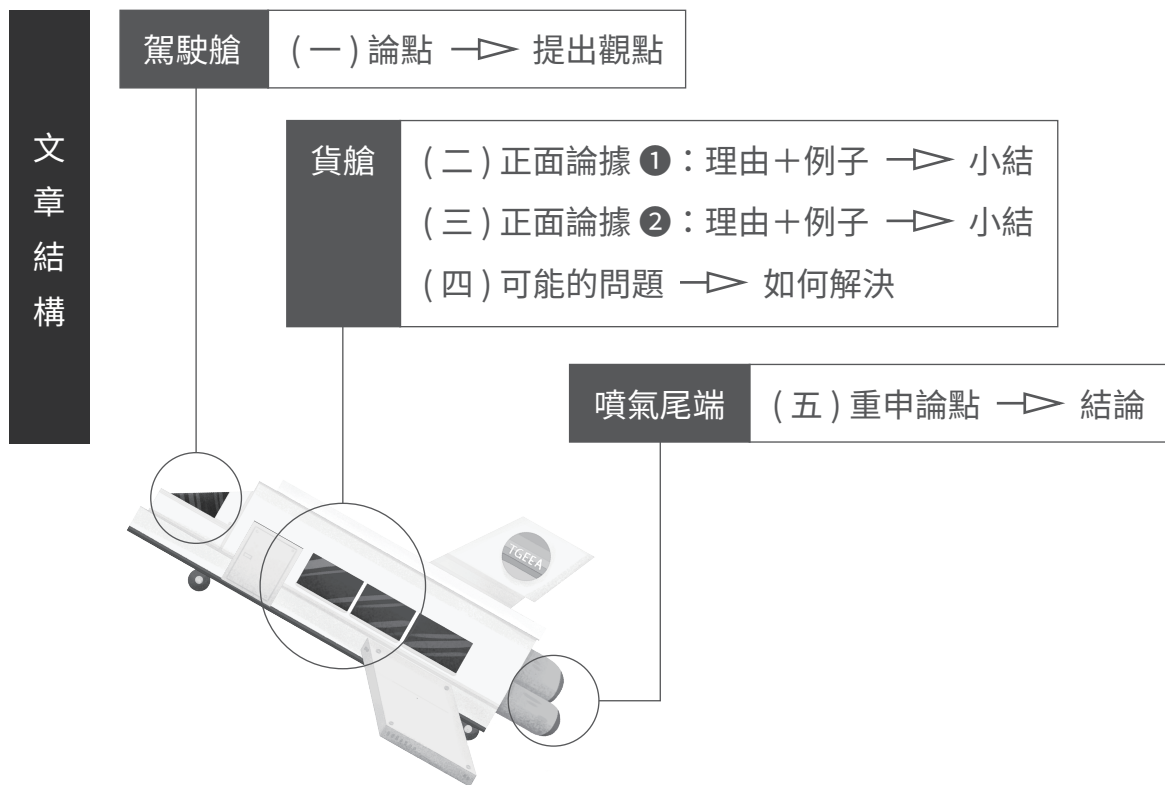 文章結構
駕駛艙 (一)論點 —▷ 提出觀點
貨艙 (二)正面論據 ❶:理由＋例子 —▷ 小結
(三)正面論據 ❷:理由＋例子 —▷ 小結
(四)可能的問題 —▷ 如何解決
噴氣尾端 (五)重申論點 —▷ 結論
TGEEA